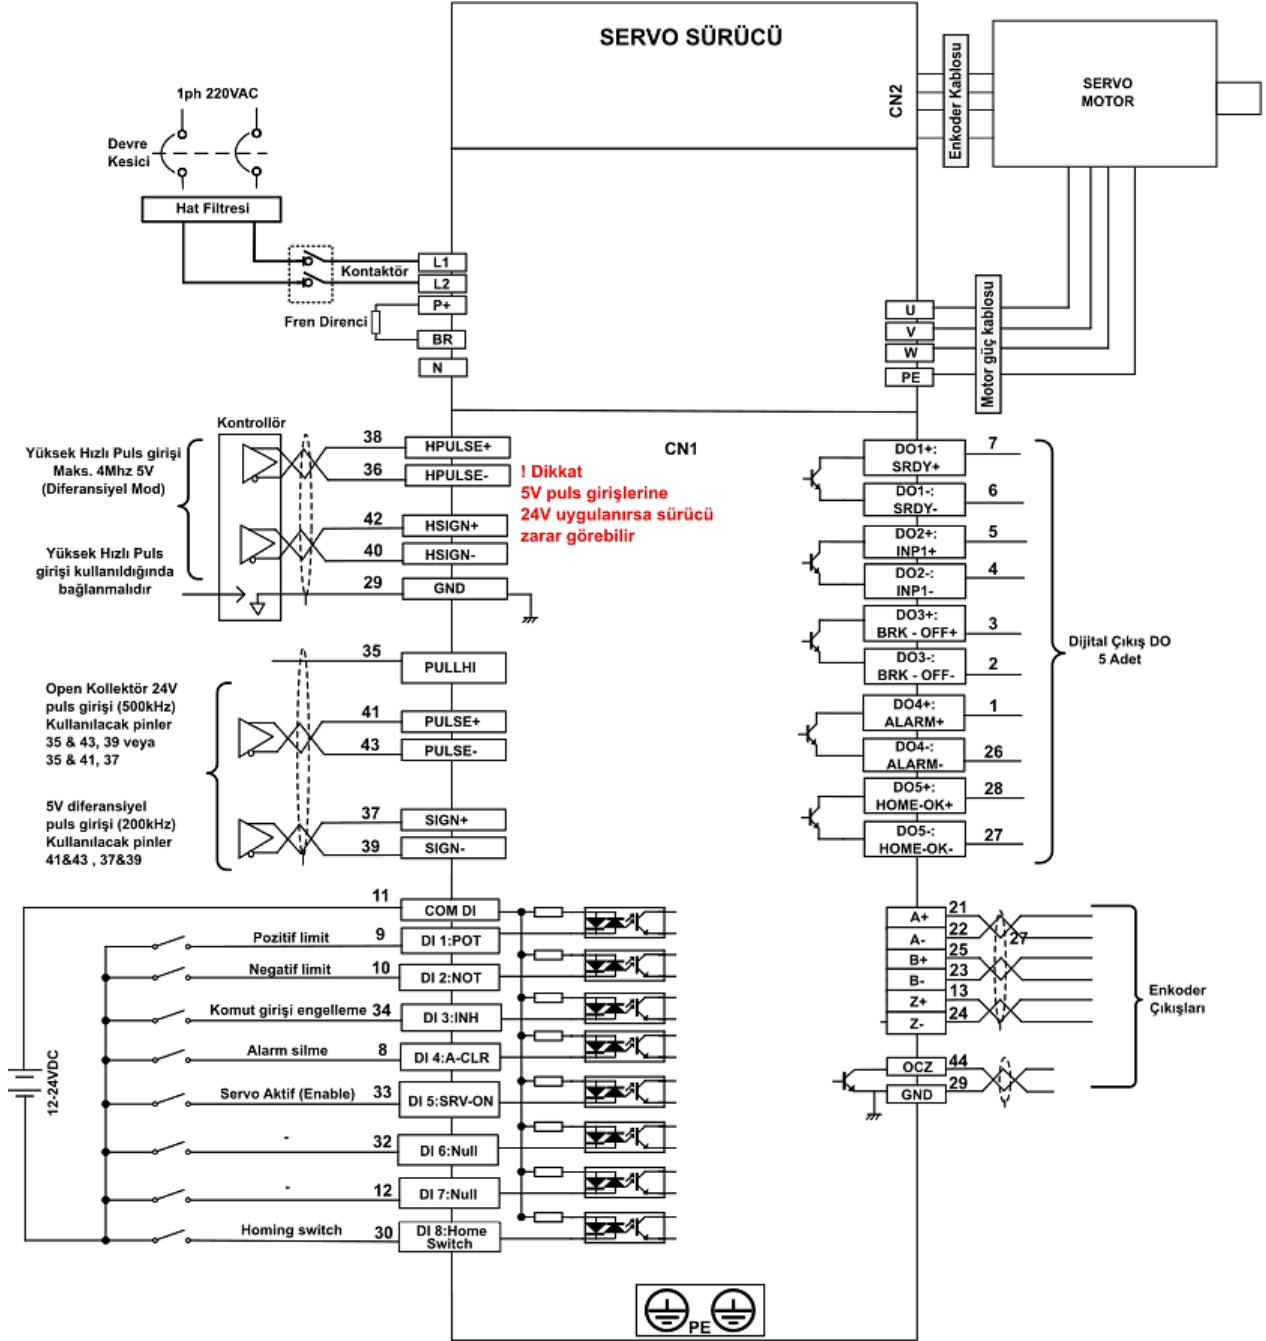 SERVO SÜRÜCÜ
CN2
Enkoder Kablosu
SERVO
MOTOR
1ph 220VAC
Devre
Kesici
Hat Filtresi
Kontaktör
L1
L2
P+
Fren Direnci
BR
N
U
V
W
PE
Motor güç kablosu
CN1
Kontrollör
Yüksek Hızlı Puls girişi
Maks. 4Mhz 5V
(Diferansiyel Mod)
Yüksek Hızlı Puls
girişi kullanıldığında
bağlanmalıdır
38 HPULSE+
36 HPULSE-
42 HSIGN+
40 HSIGN-
29 GND
! Dikkat
5V puls girişlerine
24V uygulanırsa sürücü
zarar görebilir
35 PULLHI
41 PULSE+
43 PULSE-
37 SIGN+
39 SIGN-
Open Kollektör 24V
puls girişi (500kHz)
Kullanılacak pinler
35 & 43, 39 veya
35 & 41, 37
5V diferansiyel
puls girişi (200kHz)
Kullanılacak pinler
41&43 , 37&39
DO1+: 7
SRDY+
DO1-: 6
SRDY-
DO2+: 5
INP1+
DO2-: 4
INP1-
DO3+: 3
BRK - OFF+
DO3-: 2
BRK - OFF-
DO4+: 1
ALARM+
DO4-: 26
ALARM-
DO5+: 28
HOME-OK+
DO5-: 27
HOME-OK-
Dijital Çıkış DO
5 Adet
11 COM DI
Pozitif limit 9 DI 1:POT
Negatif limit 10 DI 2:NOT
Komut girişi engelleme 34 DI 3:INH
Alarm silme 8 DI 4:A-CLR
Servo Aktif (Enable) 33 DI 5:SRV-ON
- 32 DI 6:Null
- 12 DI 7:Null
Homing switch 30 DI 8:Home
Switch
12-24VDC
A+ 21
A- 22 27
B+ 25
B- 23
Z+ 13
Z- 24
OCZ 44
GND 29
Enkoder
Çıkışları
PE